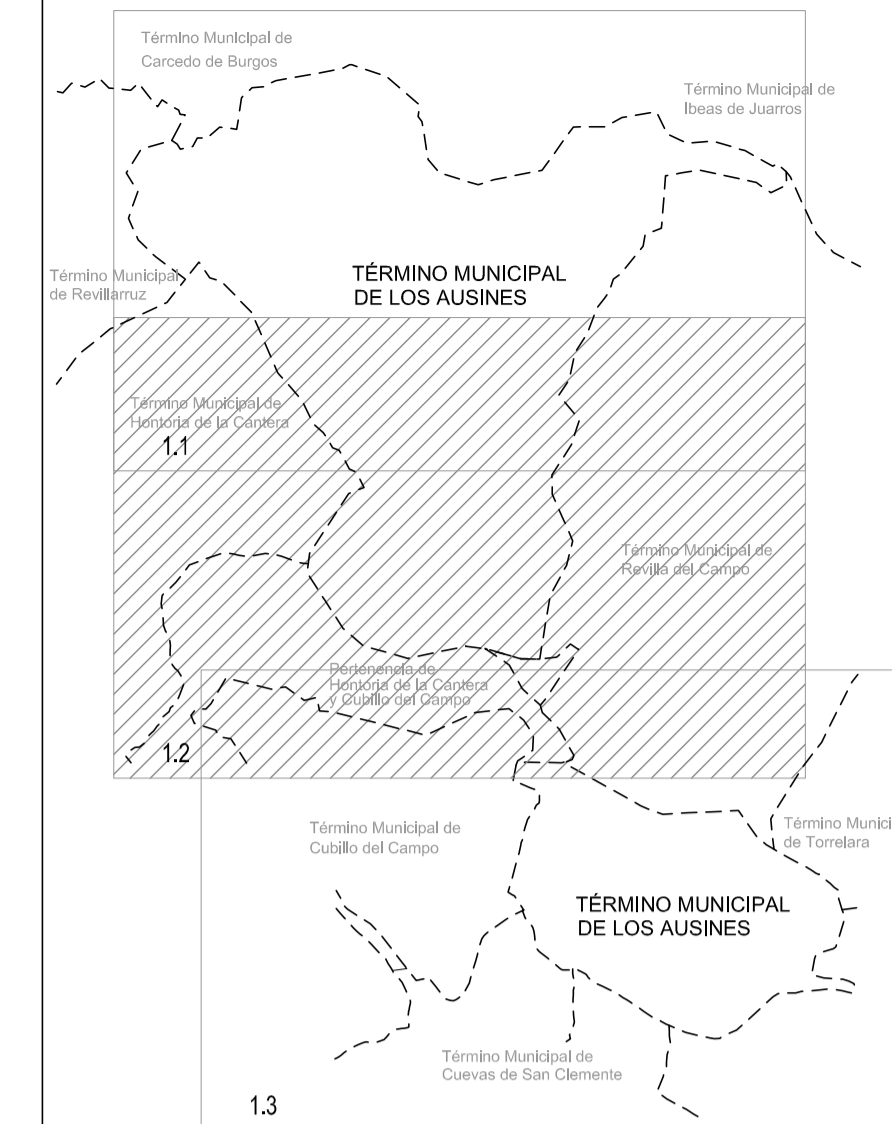 Término Municipal de
Carcedo de Burgos
Término Municipal de
Ibeas de Juarros
Término Municipal
de Revillarruz
TÉRMINO MUNICIPAL
DE LOS AUSINES
Término Municipal de
Hontoria de la Cantera
1.1
Término Municipal de
Revilla del Campo
Pertenencia de
Hontoria de la Cantera
y Cubillo del Campo
1.2
Término Municipal de
Cubillo del Campo
Término Munici
de Torrelara
TÉRMINO MUNICIPAL
DE LOS AUSINES
Término Municipal de
Cuevas de San Clemente
1.3